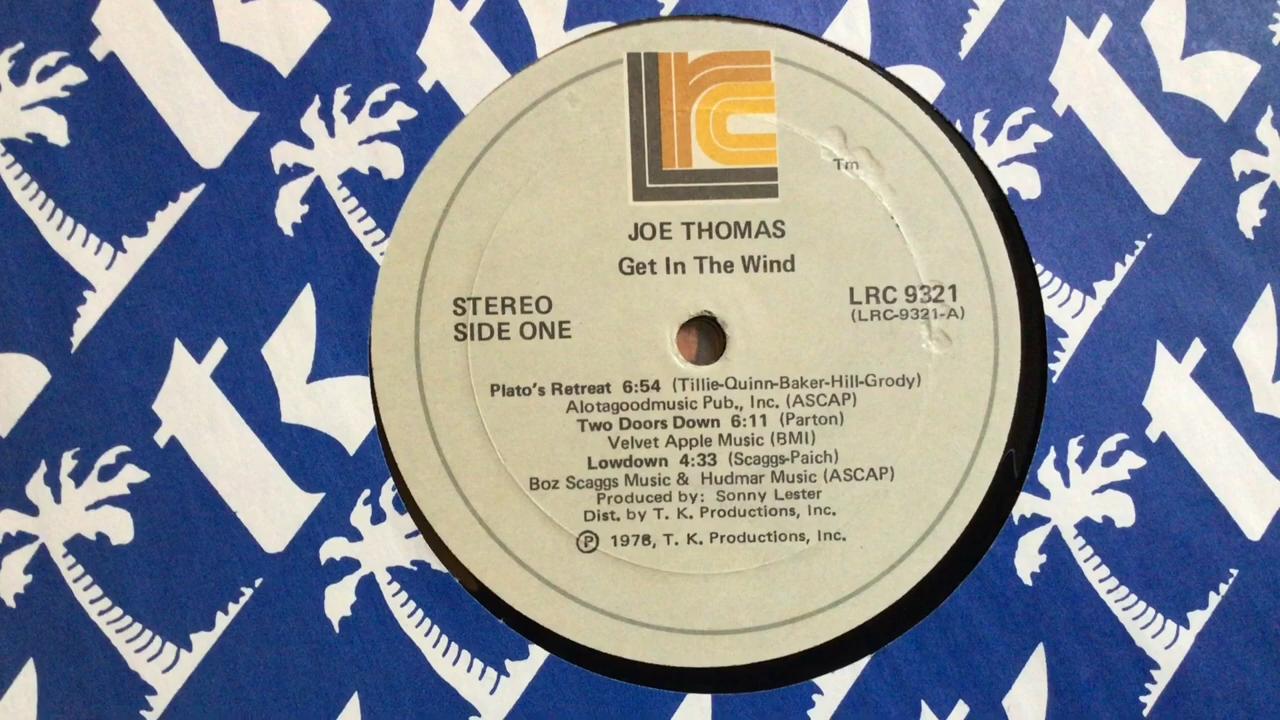 lrc
Tm
JOE THOMAS
Get In The Wind
STEREO
SIDE ONE
LRC 9321
(LRC-9321-A)
Plato's Retreat 6:54 (Tillie-Quinn-Baker-Hill-Grody)
Alotagoodmusic Pub., Inc. (ASCAP)
Two Doors Down 6:11 (Parton)
Velvet Apple Music (BMI)
Lowdown 4:33 (Scaggs-Paich)
Boz Scaggs Music & Hudmar Music (ASCAP)
Produced by: Sonny Lester
Dist. by T. K. Productions, Inc.
Ⓟ 1978, T. K. Productions, Inc.